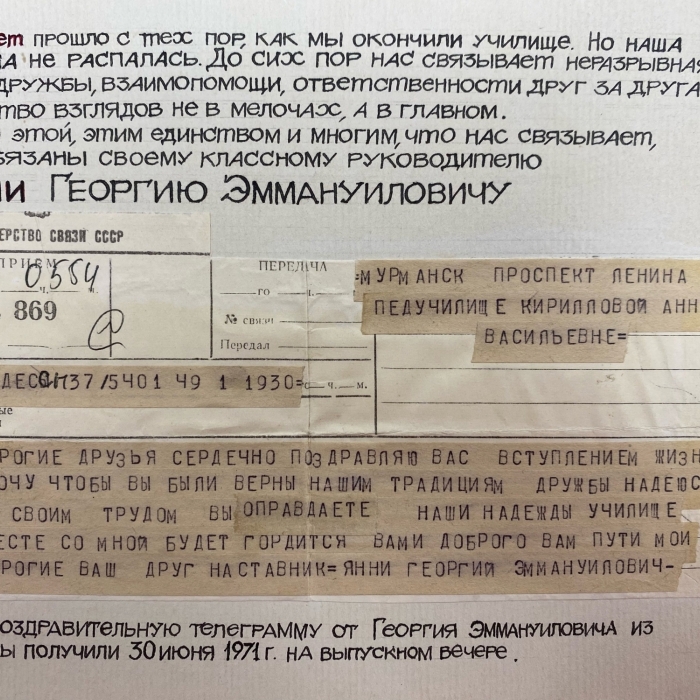 ет прошло с тех пор, как мы окончили училище. Но наша
а не распалась. До сих пор нас связывает неразрывная
дружбы, взаимопомощи, ответственности друг за друга
тво взглядов не в мелочах, а в главном.
этой, этим единством и многим, что нас связывает,
бязаны своему классному руководителю
ни Георгию Эммануиловичу
ЕРСТВО СВЯЗИ СССР
ПРИЕМ
0.554
ч. м.
869
ПЕРЕДАЧА
го ч.
№ связи
Передал
=МУРМАНСК ПРОСПЕКТ ЛЕНИНА
ПЕДУЧИЛИЩЕ КИРИЛЛОВОЙ АНН
ВАСИЛЬЕВНЕ=
ДЕССЫ 137/5401 49 1 1930=
ч. м.
ые
РОГИЕ ДРУЗЬЯ СЕРДЕЧНО ПОЗДРАВЛЯЮ ВАС ВСТУПЛЕНИЕМ ЖИЗН
ОЧУ ЧТОБЫ ВЫ БЫЛИ ВЕРНЫ НАШИМ ТРАДИЦИЯМ ДРУЖБЫ НАДЕЮС
СВОИМ ТРУДОМ ВЫ ОПРАВДАЕТЕ НАШИ НАДЕЖДЫ УЧИЛИЩЕ
ЕСТЕ СО МНОЙ БУДЕТ ГОРДИТСЯ ВАМИ ДОБРОГО ВАМ ПУТИ МОИ
РОГИЕ ВАШ ДРУГ НАСТАВНИК=ЯННИ ГЕОРГИЙ ЭММАНУИЛОВИЧ-
оздравительную телеграмму от Георгия Эммануиловича из
ы получили 30 июня 1971 г. на выпускном вечере.